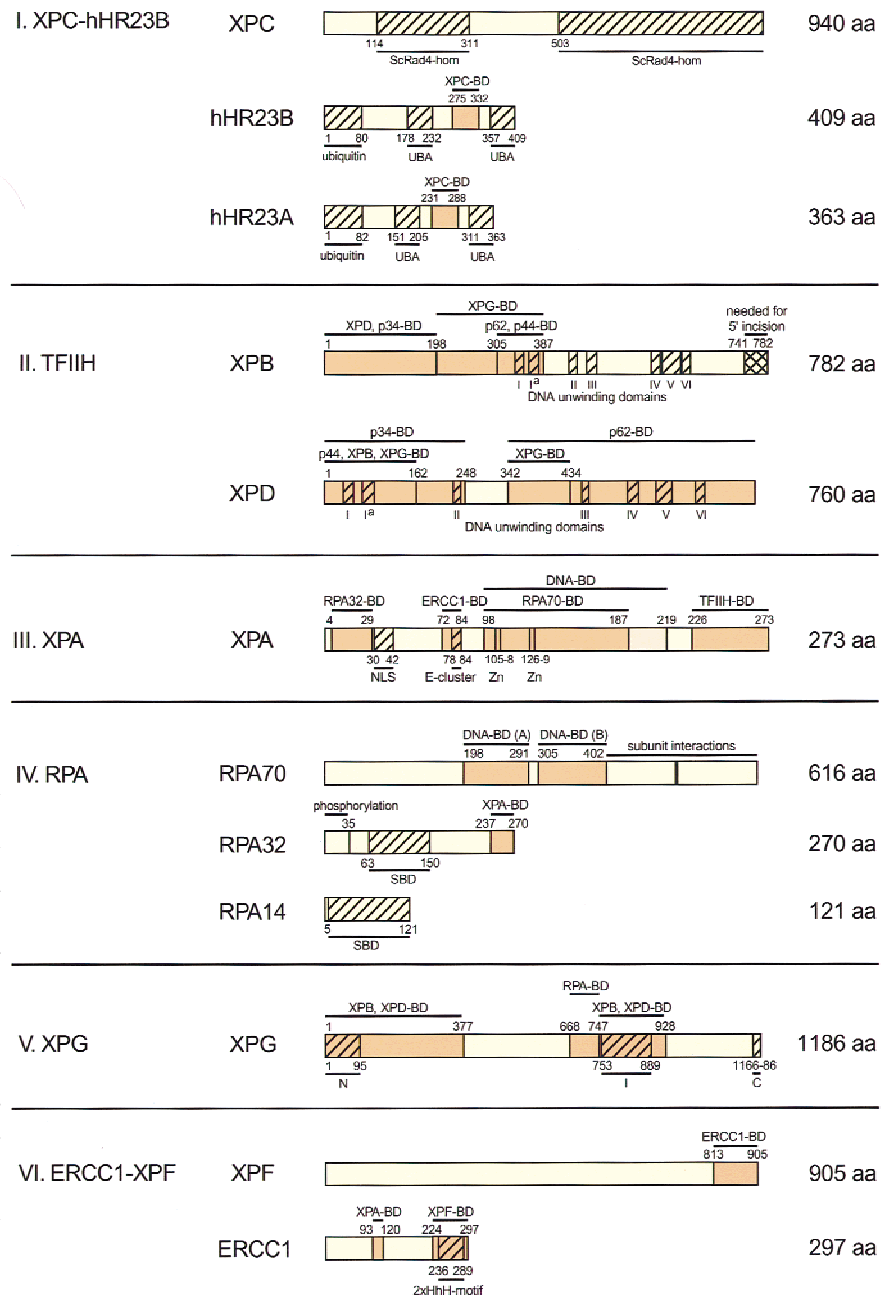 I. XPC-hHR23B XPC 940 aa
114 311 503
ScRad4-hom ScRad4-hom
XPC-BD
275 332
hHR23B 409 aa
1 80 178 232 357 409
ubiquitin UBA UBA
XPC-BD
231 288
hHR23A 363 aa
1 82 151 205 311 363
ubiquitin UBA UBA
XPG-BD needed for
XPD, p34-BD p62, p44-BD 5' incision
1 198 305 387 741 782
II. TFIIH XPB 782 aa
I Ia II III IV V VI
DNA unwinding domains
p34-BD p62-BD
p44, XPB, XPG-BD XPG-BD
1 162 248 342 434
XPD 760 aa
I Ia II III IV V VI
DNA unwinding domains
DNA-BD
RPA32-BD ERCC1-BD RPA70-BD TFIIH-BD
4 29 72 84 98 187 219 226 273
III. XPA XPA 273 aa
30 42 78 84 105-8 126-9
NLS E-cluster Zn Zn
DNA-BD (A) DNA-BD (B) subunit interactions
198 291 305 402
IV. RPA RPA70 616 aa
phosphorylation XPA-BD
35 237 270
RPA32 270 aa
63 150
SBD
RPA14 121 aa
5 121
SBD
RPA-BD
XPB, XPD-BD XPB, XPD-BD
1 377 668 747 928
V. XPG XPG 1186 aa
1 95 753 889 1166-86
N I C
ERCC1-BD
813 905
VI. ERCC1-XPF XPF 905 aa
XPA-BD XPF-BD
93 120 224 297
ERCC1 297 aa
236 289
2xHhH-motif